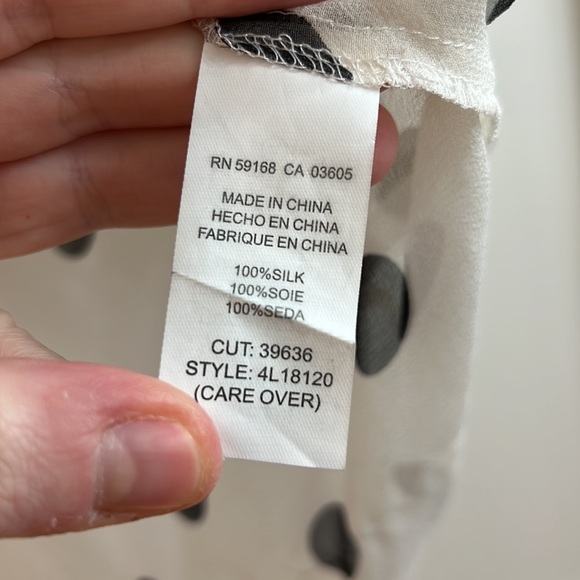 RN 59168 CA 03605
MADE IN CHINA
HECHO EN CHINA
FABRIQUE EN CHINA
100%SILK
100%SOIE
100%SEDA
CUT: 39636
STYLE: 4L18120
(CARE OVER)